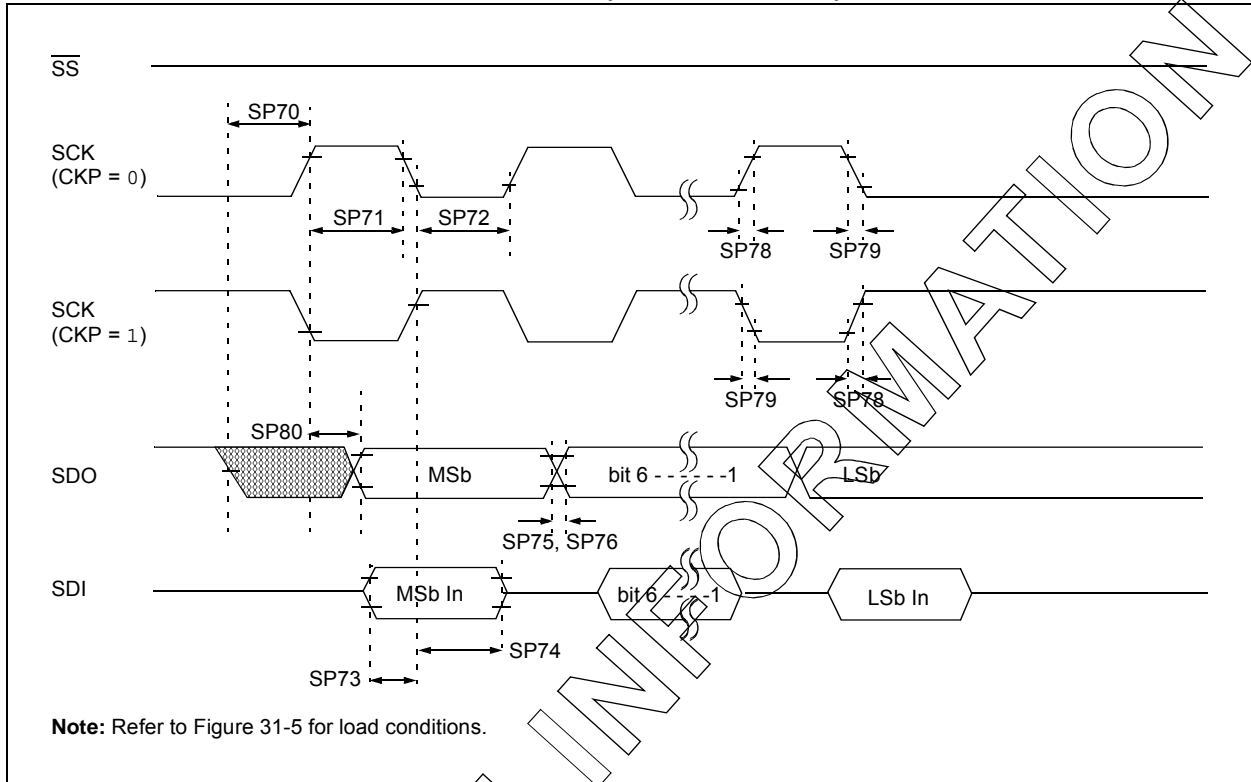 SS
SP70
SCK
(CKP = 0)
SP71
SP72
SP78
SP79
SCK
(CKP = 1)
SP79
SP78
SP80
SDO
MSb
bit 6 - - - - - -1
LSb
SP75, SP76
SDI
MSb In
bit 6 - - - -1
LSb In
SP74
SP73
Note: Refer to Figure 31-5 for load conditions.
INFORMATION